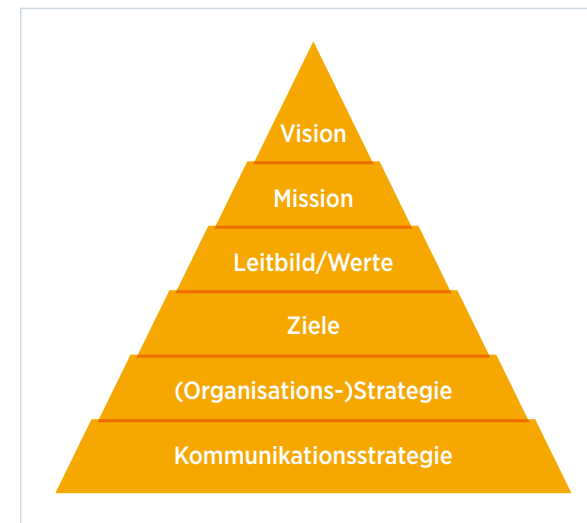 Vision
Mission
Leitbild/Werte
Ziele
(Organisations-)Strategie
Kommunikationsstrategie